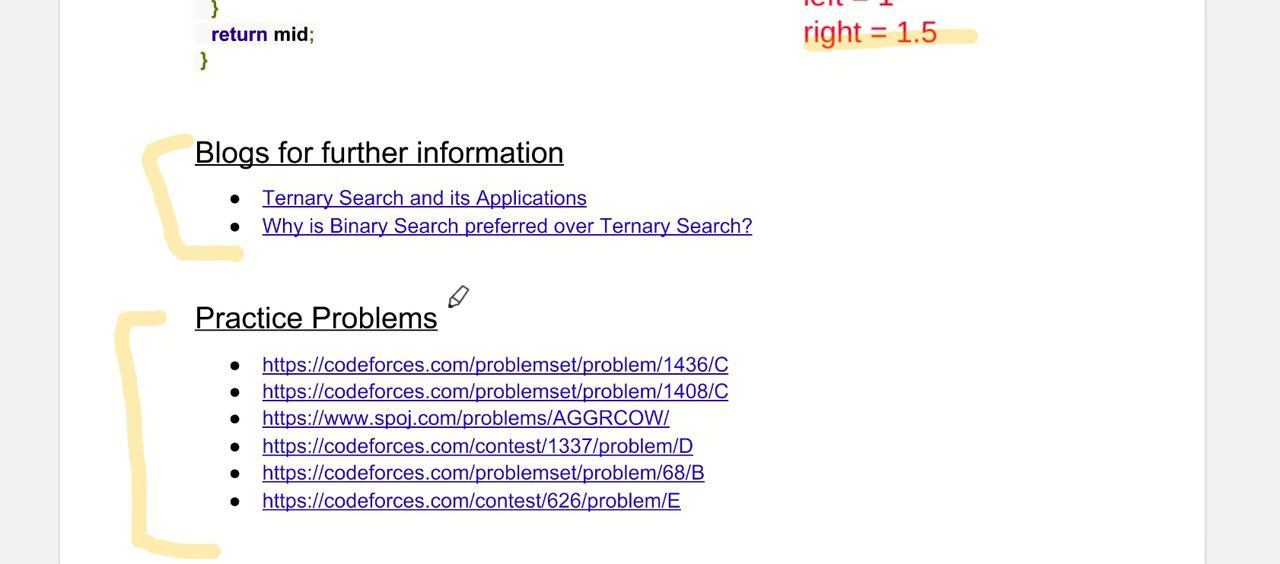 }
left = 1
return mid;
right = 1.5
}
Blogs for further information
● Ternary Search and its Applications
● Why is Binary Search preferred over Ternary Search?
Practice Problems
● https://codeforces.com/problemset/problem/1436/C
● https://codeforces.com/problemset/problem/1408/C
● https://www.spoj.com/problems/AGGRCOW/
● https://codeforces.com/contest/1337/problem/D
● https://codeforces.com/problemset/problem/68/B
● https://codeforces.com/contest/626/problem/E